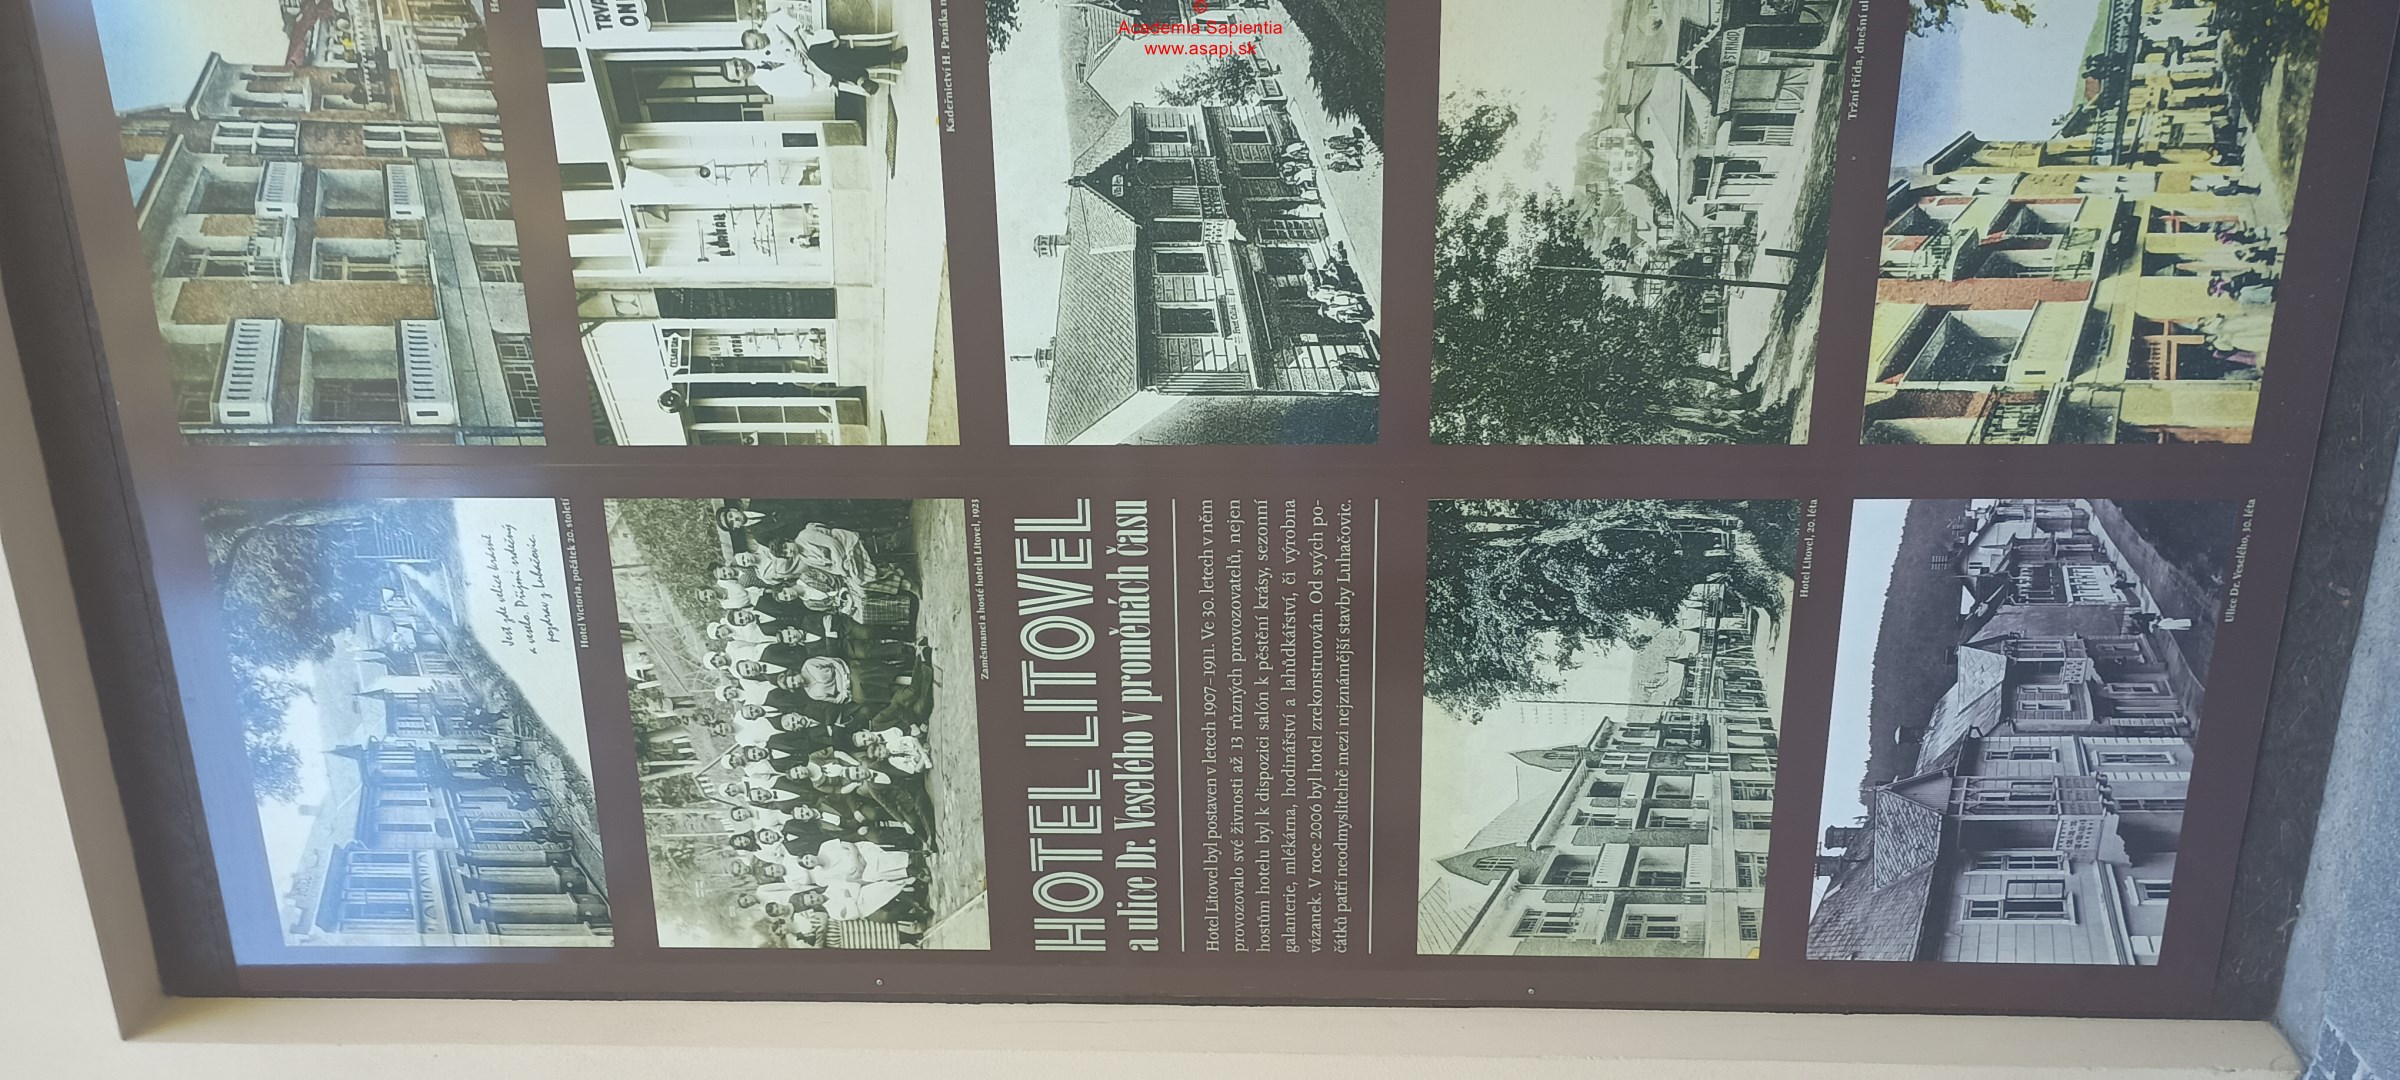 Hotel Victoria, počátek 20. století
Jest zde velice krásně
a veselo. Přijmi srdečný
pozdrav z Luhačovic.
Zaměstnanci a hosté hotelu Litovel, 1923
HOTEL LITOVEL
a ulice Dr. Veselého v proměnách času
Hotel Litovel byl postaven v letech 1907–1911. Ve 30. letech v něm
provozovalo své živnosti až 13 různých provozovatelů, nejen
hostům hotelu byl k dispozici salón k pěstění krásy, sezonní
galanterie, mlékárna, hodinářství a lahůdkářství, či výrobna
vázanek. V roce 2006 byl hotel zrekonstruován. Od svých po-
čátků patří neodmyslitelně mezi nejznámější stavby Luhačovic.
Hotel Litovel, 20. léta
Ulice Dr. Veselého, 30. léta
Kadeřnictví H. Panáka
Tržní třída, dnešní
Academia Sapientia
www.asapi.sk